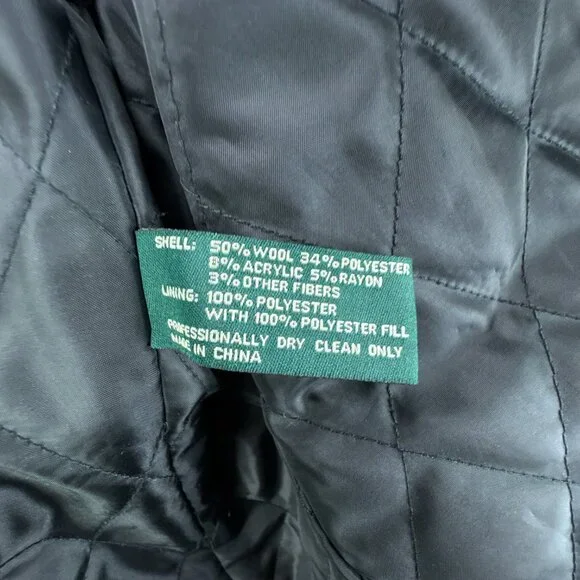 SHELL: 50% WOOL 34% POLYESTER
8% ACRYLIC 5% RAYON
3% OTHER FIBERS
LINING: 100% POLYESTER
WITH 100% POLYESTER FILL
PROFESSIONALLY DRY CLEAN ONLY
MADE IN CHINA